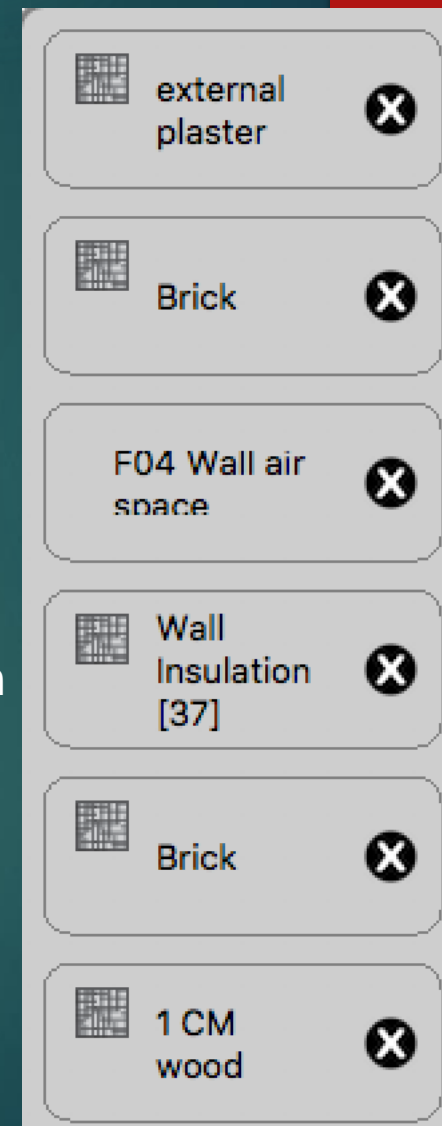 external
plaster
Brick
F04 Wall air
space
Wall
Insulation
[37]
Brick
1 CM
wood